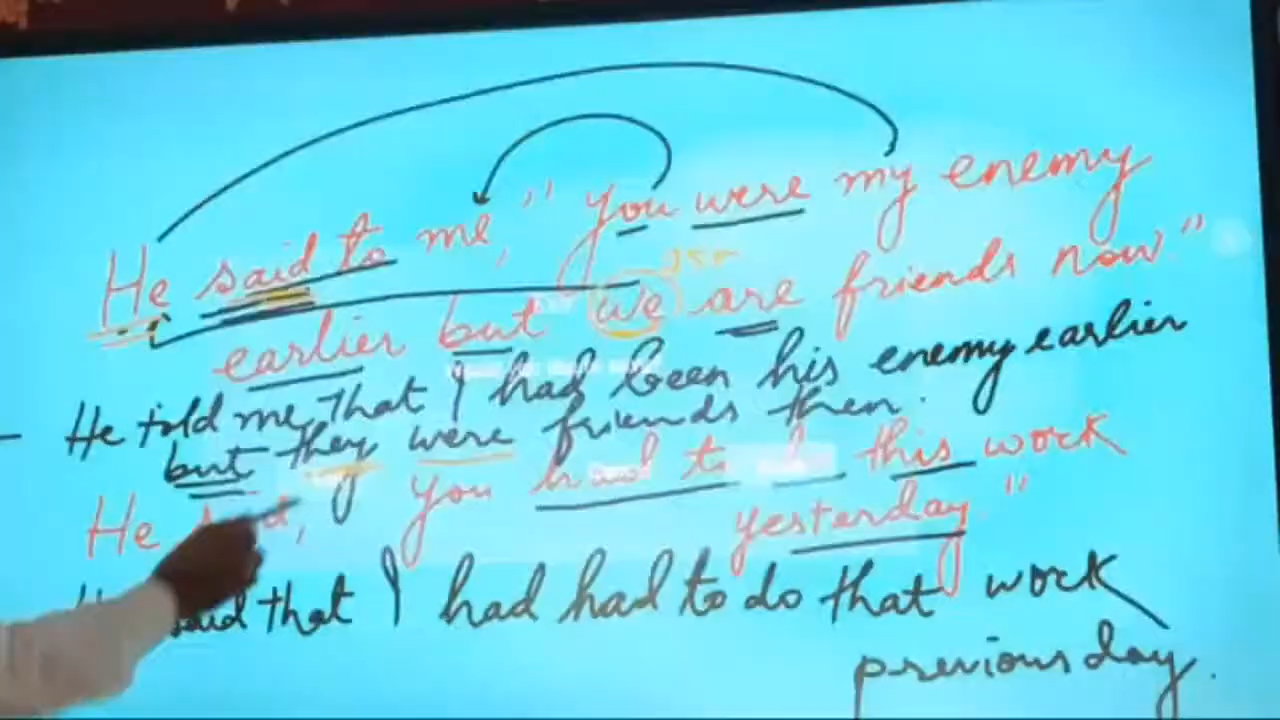 He said to me, " You were my enemy
earlier but we are friends now."
He told me that I had been his enemy earlier
but they were friends then.
He You had to this work
yesterday."
said that I had had to do that work
previous day.